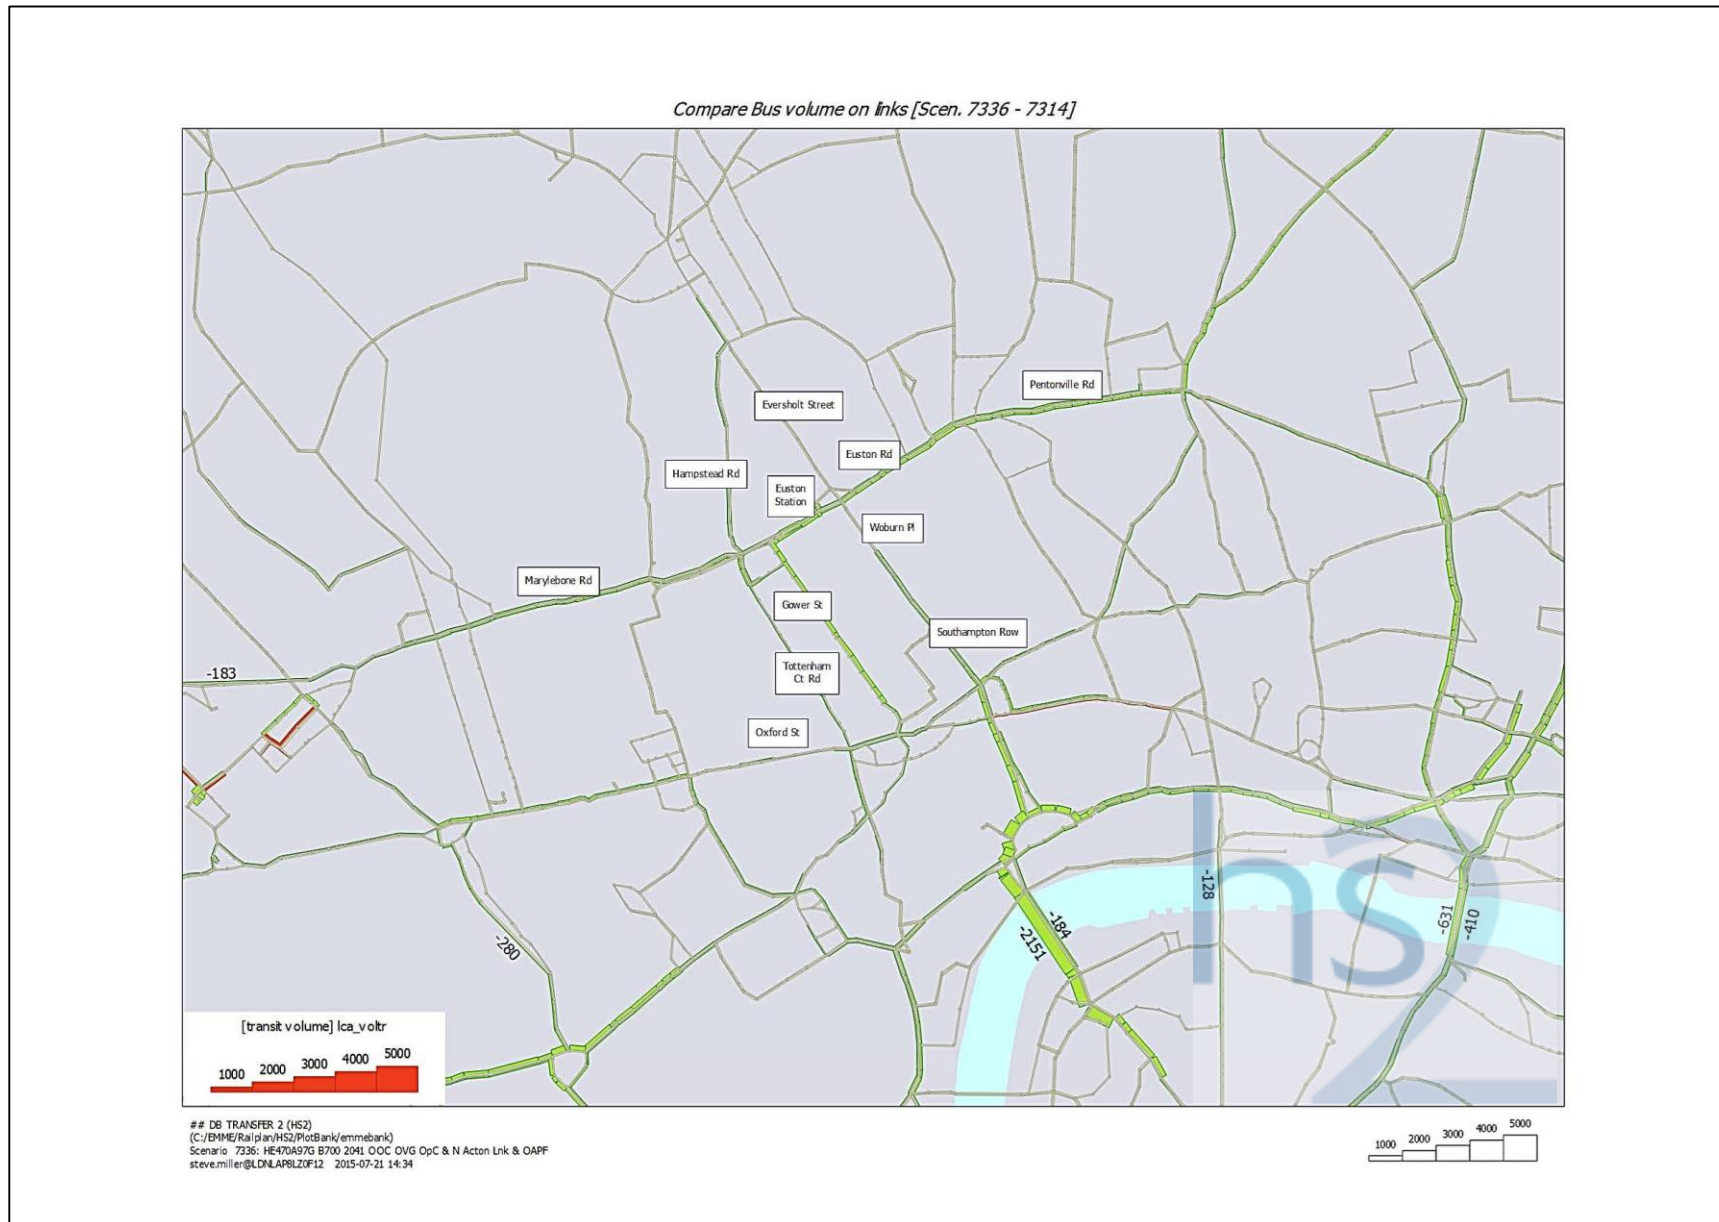 Compare Bus volume on links [Scen. 7336 - 7314]
Pentonville Rd
Eversholt Street
Euston Rd
Hampstead Rd
Euston
Station
Woburn Pl
Marylebone Rd
Gower St
Southampton Row
Tottenham
Ct Rd
-183
Oxford St
-128
-184
-2151
-631
-410
-280
hs2
[transit volume] lca_voltr
1000 2000 3000 4000 5000
## DB TRANSFER 2 (HS2)
(C:/EMME/Railplan/HS2/PlotBank/emmebank)
Scenario 7336: HE470A97G B700 2041 OOC OVG OpC & N Acton Lnk & OAPF
steve.miller@LDNLAP8LZ0F12 2015-07-21 14:34
1000 2000 3000 4000 5000